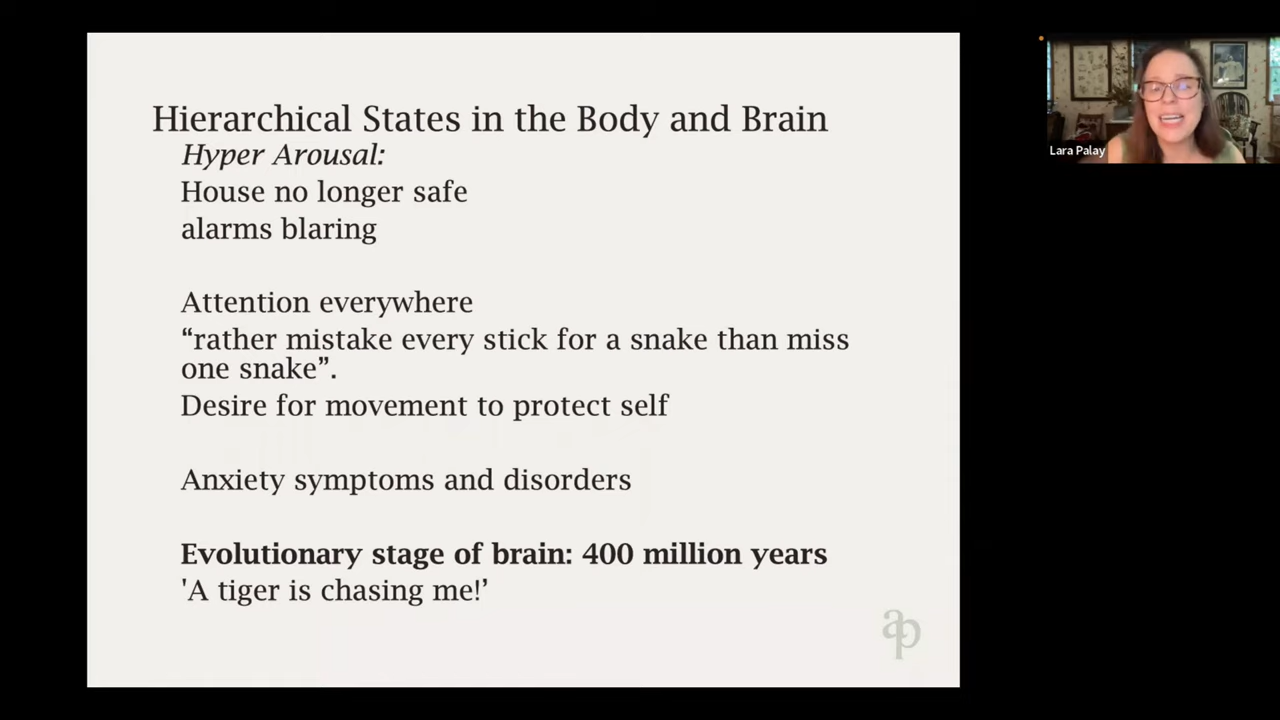 Hierarchical States in the Body and Brain
Hyper Arousal:
House no longer safe
alarms blaring
Attention everywhere
“rather mistake every stick for a snake than miss
one snake”.
Desire for movement to protect self
Anxiety symptoms and disorders
Evolutionary stage of brain: 400 million years
'A tiger is chasing me!’
ap
Lara Palay